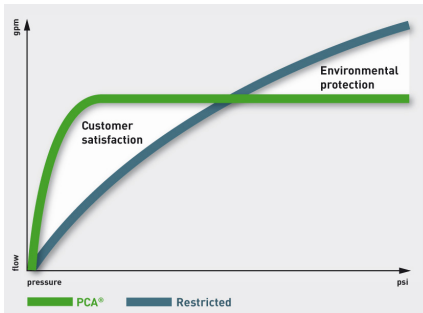 gpm
Environmental
protection
Customer
satisfaction
flow
pressure
psi
PCA®
Restricted